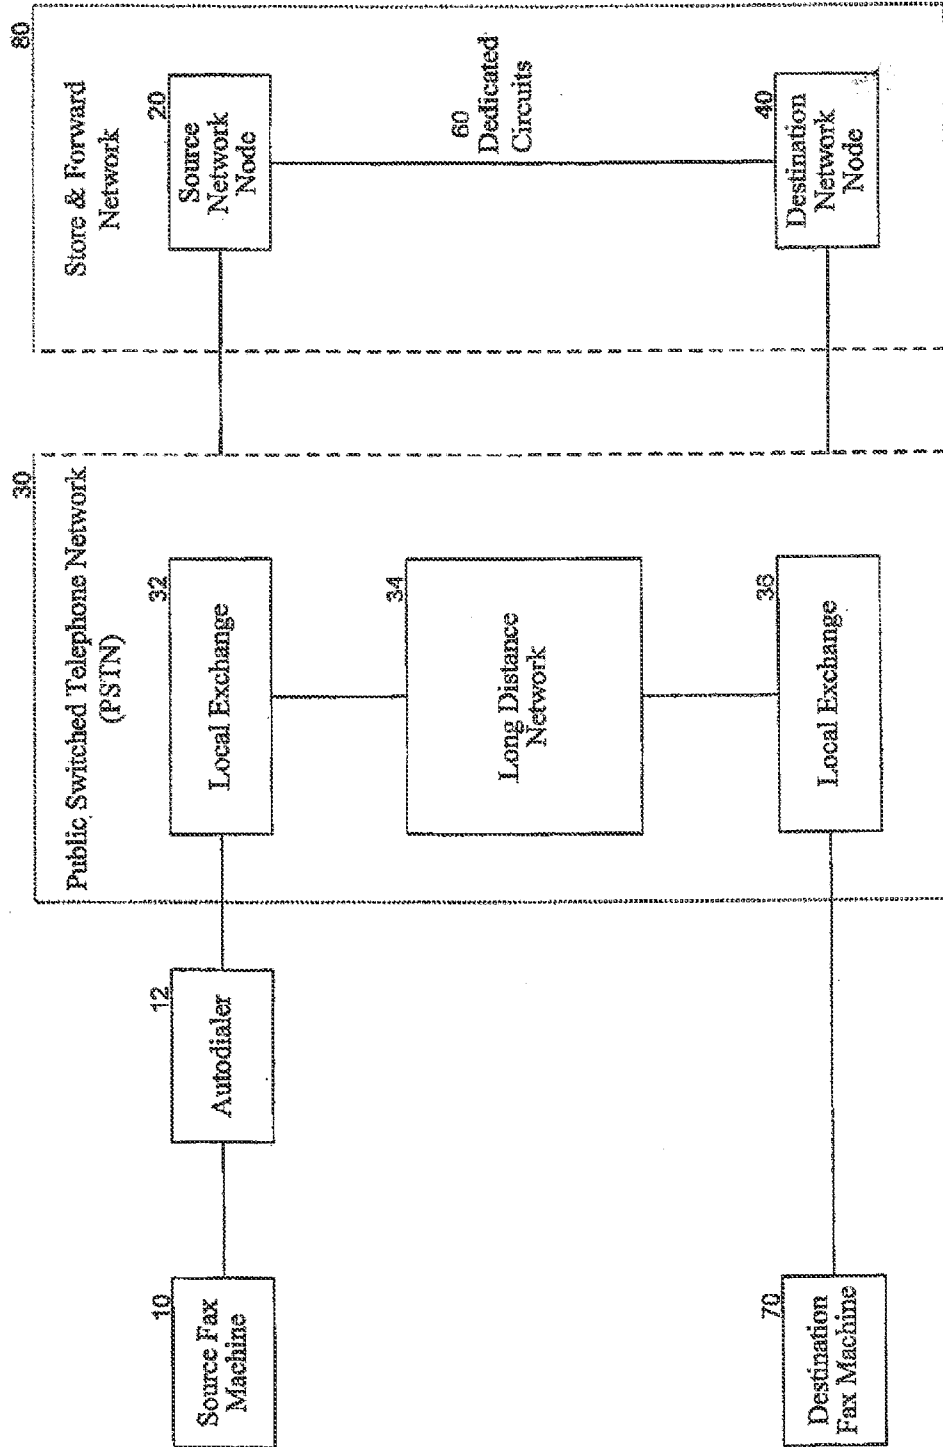 30
80
Public Switched Telephone Network
(PSTN)
Store & Forward
Network
10
Source Fax
Machine
12
Autodialer
32
Local Exchange
20
Source
Network
Node
34
Long Distance
Network
60
Dedicated
Circuits
70
Destination
Fax Machine
36
Local Exchange
40
Destination
Network
Node